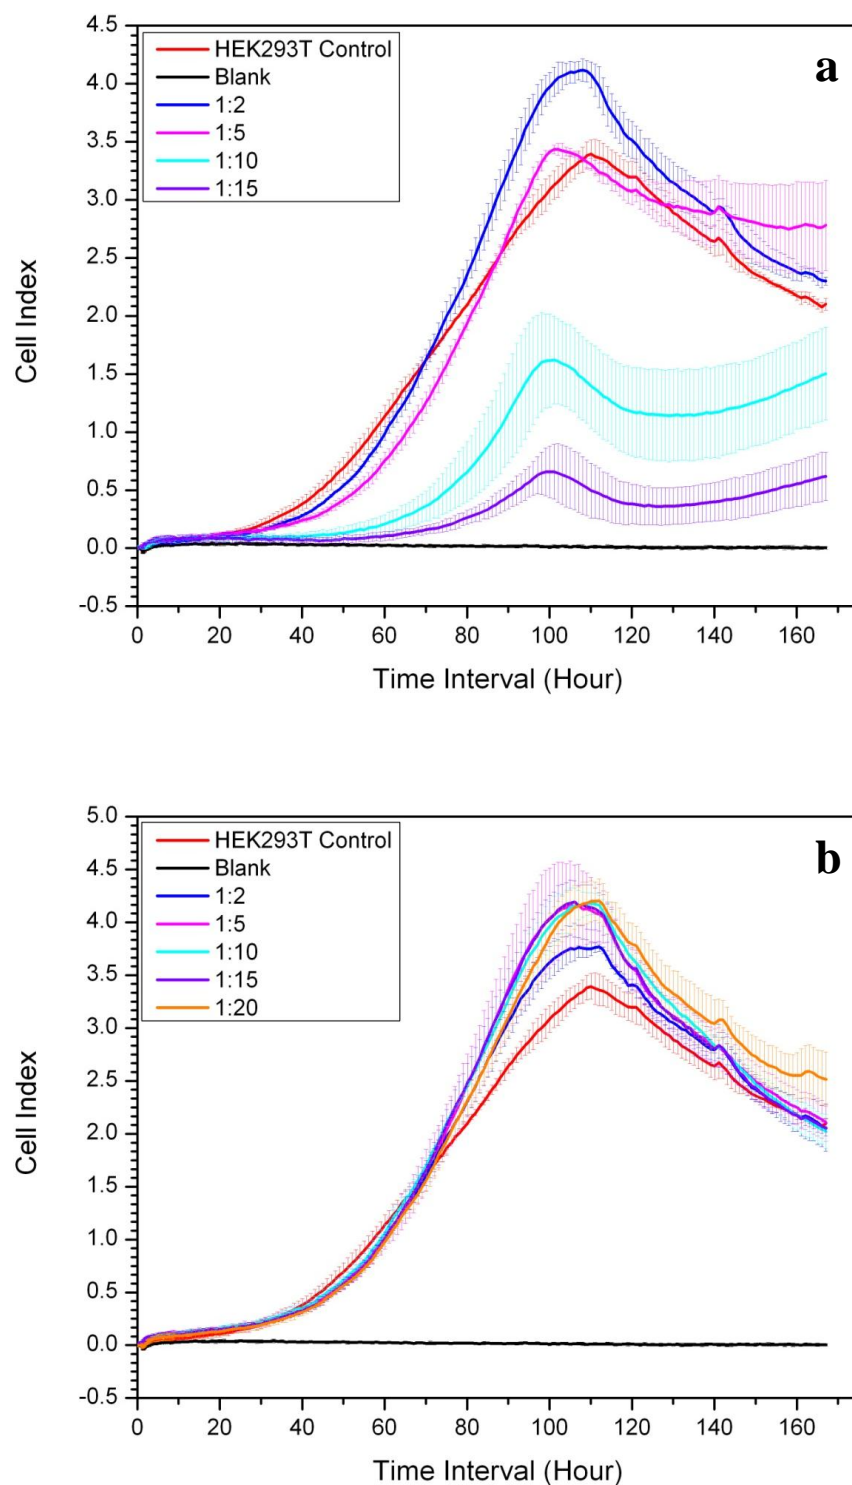 a
4.5
4.0
3.5
3.0
2.5
2.0
1.5
1.0
0.5
0.0
-0.5
Cell Index
HEK293T Control
Blank
1:2
1:5
1:10
1:15
0 20 40 60 80 100 120 140 160
Time Interval (Hour)
b
5.0
4.5
4.0
3.5
3.0
2.5
2.0
1.5
1.0
0.5
0.0
-0.5
Cell Index
HEK293T Control
Blank
1:2
1:5
1:10
1:15
1:20
0 20 40 60 80 100 120 140 160
Time Interval (Hour)